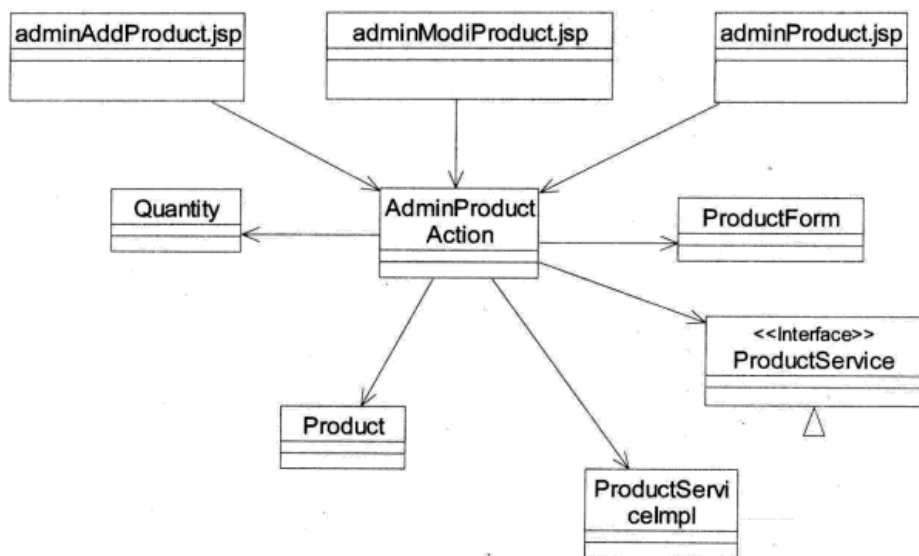 adminAddProduct.jsp
adminModiProduct.jsp
adminProduct.jsp
Quantity
AdminProduct
Action
ProductForm
<<Interface>>
ProductService
Product
ProductServi
ceImpl